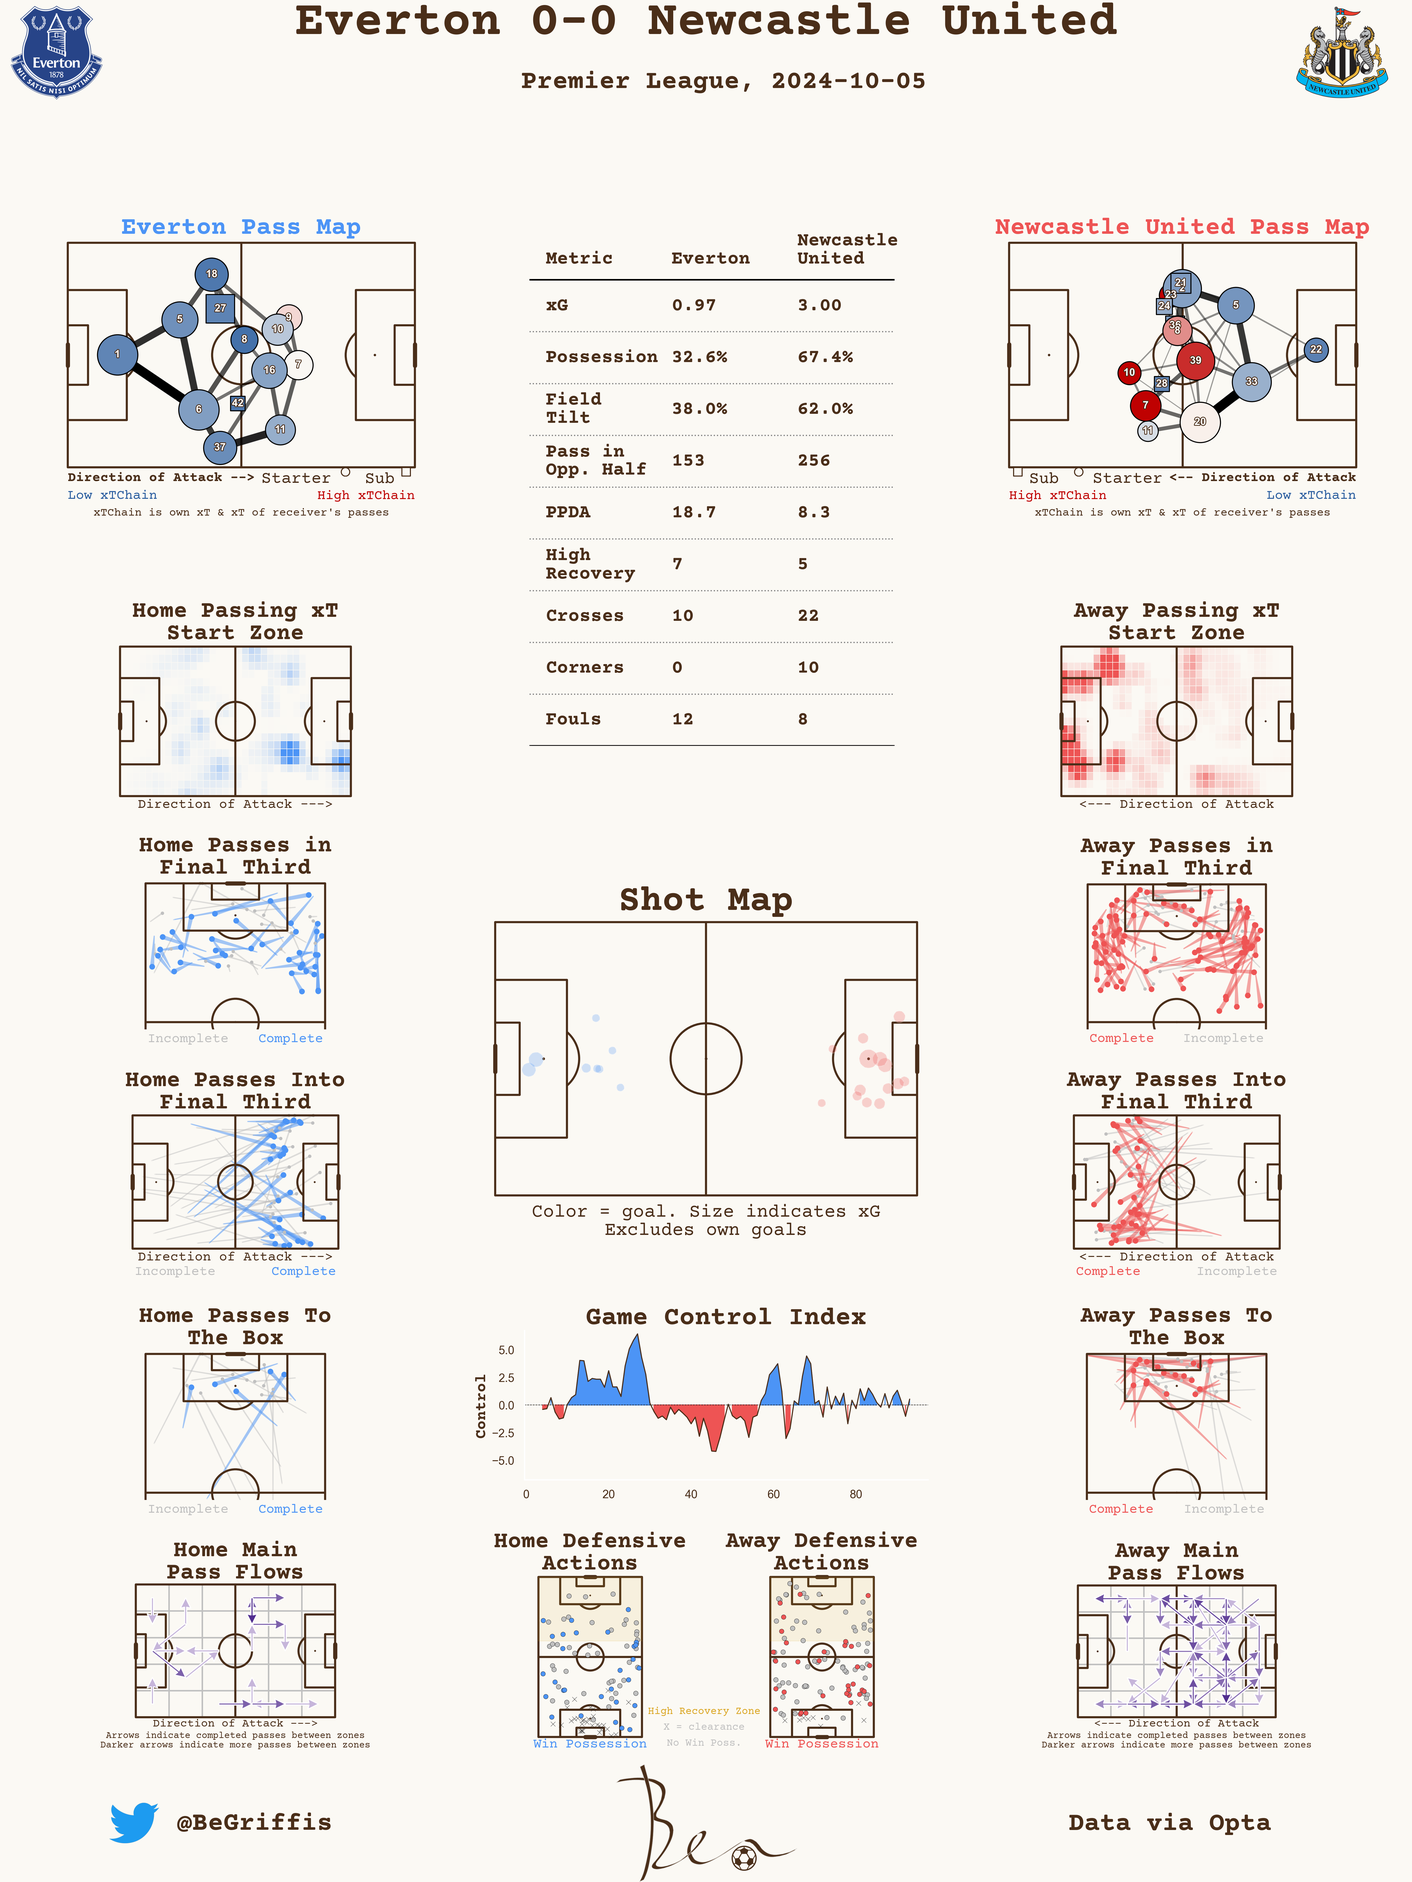 Everton 0-0 Newcastle United
Premier League, 2024-10-05
Everton
1878
NIL SATIS NISI OPTIMUM
NEWCASTLE UNITED
Everton Pass Map
18
27
5
9
10
8
1
7
16
6
42
11
37
Direction of Attack --> Starter Sub
Low xTChain High xTChain
xTChain is own xT & xT of receiver's passes
Metric Everton Newcastle United
xG 0.97 3.00
Possession 32.6% 67.4%
Field Tilt 38.0% 62.0%
Pass in Opp. Half 153 256
PPDA 18.7 8.3
High Recovery 7 5
Crosses 10 22
Corners 0 10
Fouls 12 8
Newcastle United Pass Map
21
23
24
5
36
8
22
39
10
28
33
7
20
11
Sub Starter <-- Direction of Attack
High xTChain Low xTChain
xTChain is own xT & xT of receiver's passes
Home Passing xT
Start Zone
Direction of Attack --->
Away Passing xT
Start Zone
<--- Direction of Attack
Home Passes in
Final Third
Incomplete Complete
Away Passes in
Final Third
Complete Incomplete
Shot Map
Color = goal. Size indicates xG
Excludes own goals
Home Passes Into
Final Third
Direction of Attack --->
Incomplete Complete
Away Passes Into
Final Third
<--- Direction of Attack
Complete Incomplete
Home Passes To
The Box
Incomplete Complete
Game Control Index
Control
5.0
2.5
0.0
−2.5
−5.0
0 20 40 60 80
Away Passes To
The Box
Complete Incomplete
Home Main
Pass Flows
Direction of Attack --->
Arrows indicate completed passes between zones
Darker arrows indicate more passes between zones
Home Defensive
Actions
Win Possession
High Recovery Zone
X = clearance
No Win Poss.
Away Defensive
Actions
Win Possession
Away Main
Pass Flows
<--- Direction of Attack
Arrows indicate completed passes between zones
Darker arrows indicate more passes between zones
@BeGriffis
Ben
Data via Opta